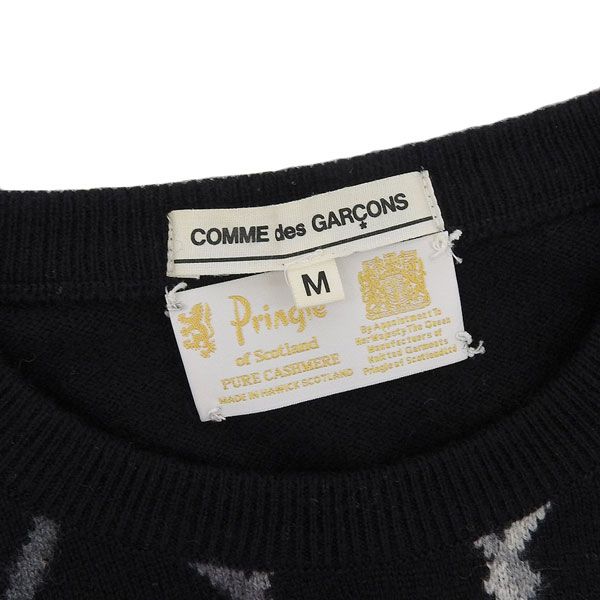 COMME des GARÇONS
M
Pringle
of Scotland
PURE CASHMERE
MADE IN HAWICK SCOTLAND
By Appointment To
Her Majesty The Queen
Manufacturers of
Knitted Garments
Pringle of Scotland Ltd